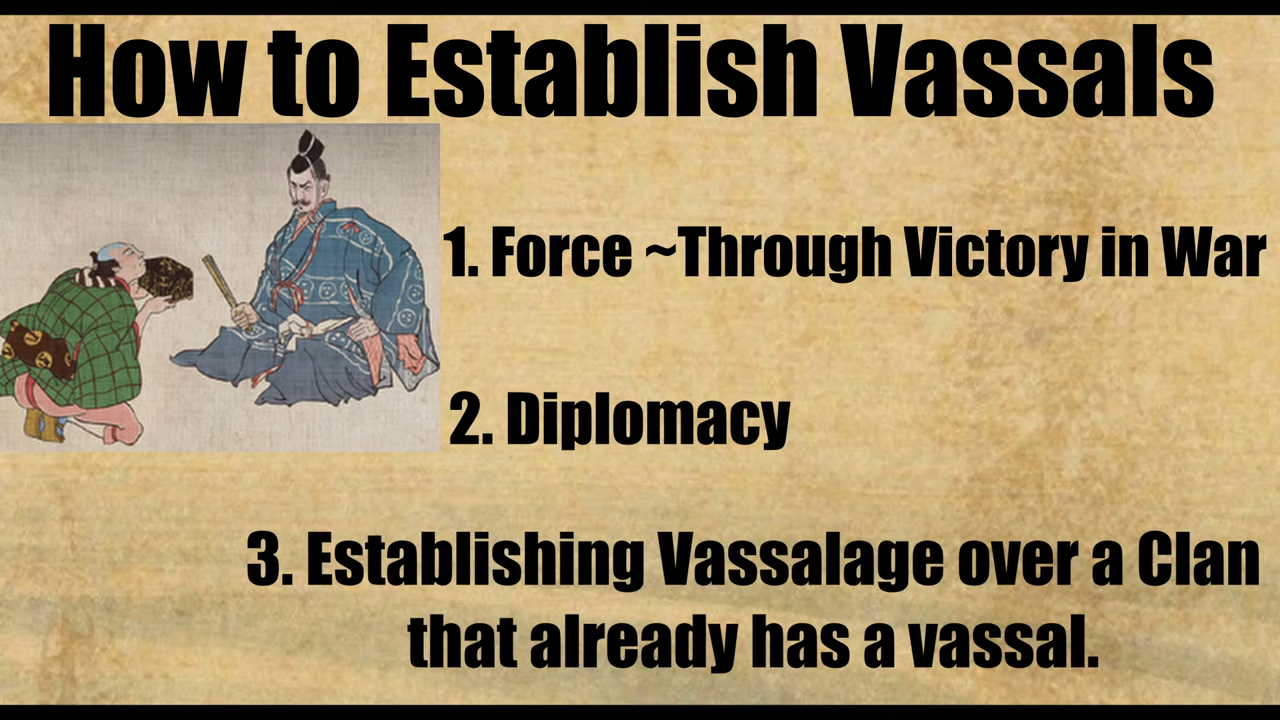 How to Establish Vassals
1. Force ~Through Victory in War
2. Diplomacy
3. Establishing Vassalage over a Clan
that already has a vassal.